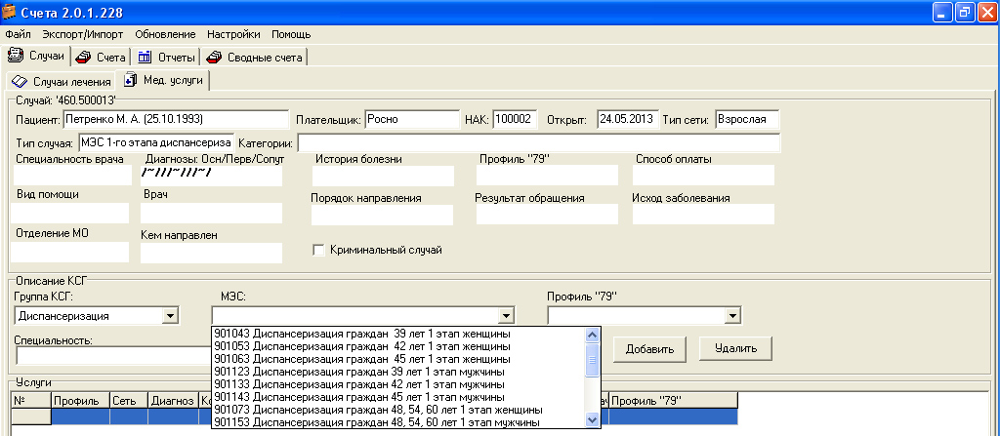 Счета 2.0.1.228
Файл Экспорт/Импорт Обновление Настройки Помощь
Случаи Счета Отчеты Сводные счета
Случаи лечения Мед. услуги
Случай: '460.500013'
Пациент: Петренко М. А. (25.10.1993) Плательщик: Росно НАК: 100002 Открыт: 24.05.2013 Тип сети: Взрослая
Тип случая: МЭС 1-го этапа диспансериза Категории:
Специальность врача Диагнозы: Осн/Перв/Сопут История болезни Профиль "79" Способ оплаты
/~///~///~/
Вид помощи Врач Порядок направления Результат обращения Исход заболевания
Отделение МО Кем направлен
Криминальный случай
Описание КСГ
Группа КСГ: МЭС: Профиль "79"
Диспансеризация
901043 Диспансеризация граждан 39 лет 1 этап женщины
Специальность: 901053 Диспансеризация граждан 42 лет 1 этап женщины Добавить Удалить
901063 Диспансеризация граждан 45 лет 1 этап женщины
901123 Диспансеризация граждан 39 лет 1 этап мужчины
901133 Диспансеризация граждан 42 лет 1 этап мужчины
Услуги
901143 Диспансеризация граждан 45 лет 1 этап мужчины
№ Профиль Сеть Диагноз Профиль "79"
901073 Диспансеризация граждан 48, 54, 60 лет 1 этап женщины
901153 Диспансеризация граждан 48, 54, 60 лет 1 этап мужчины